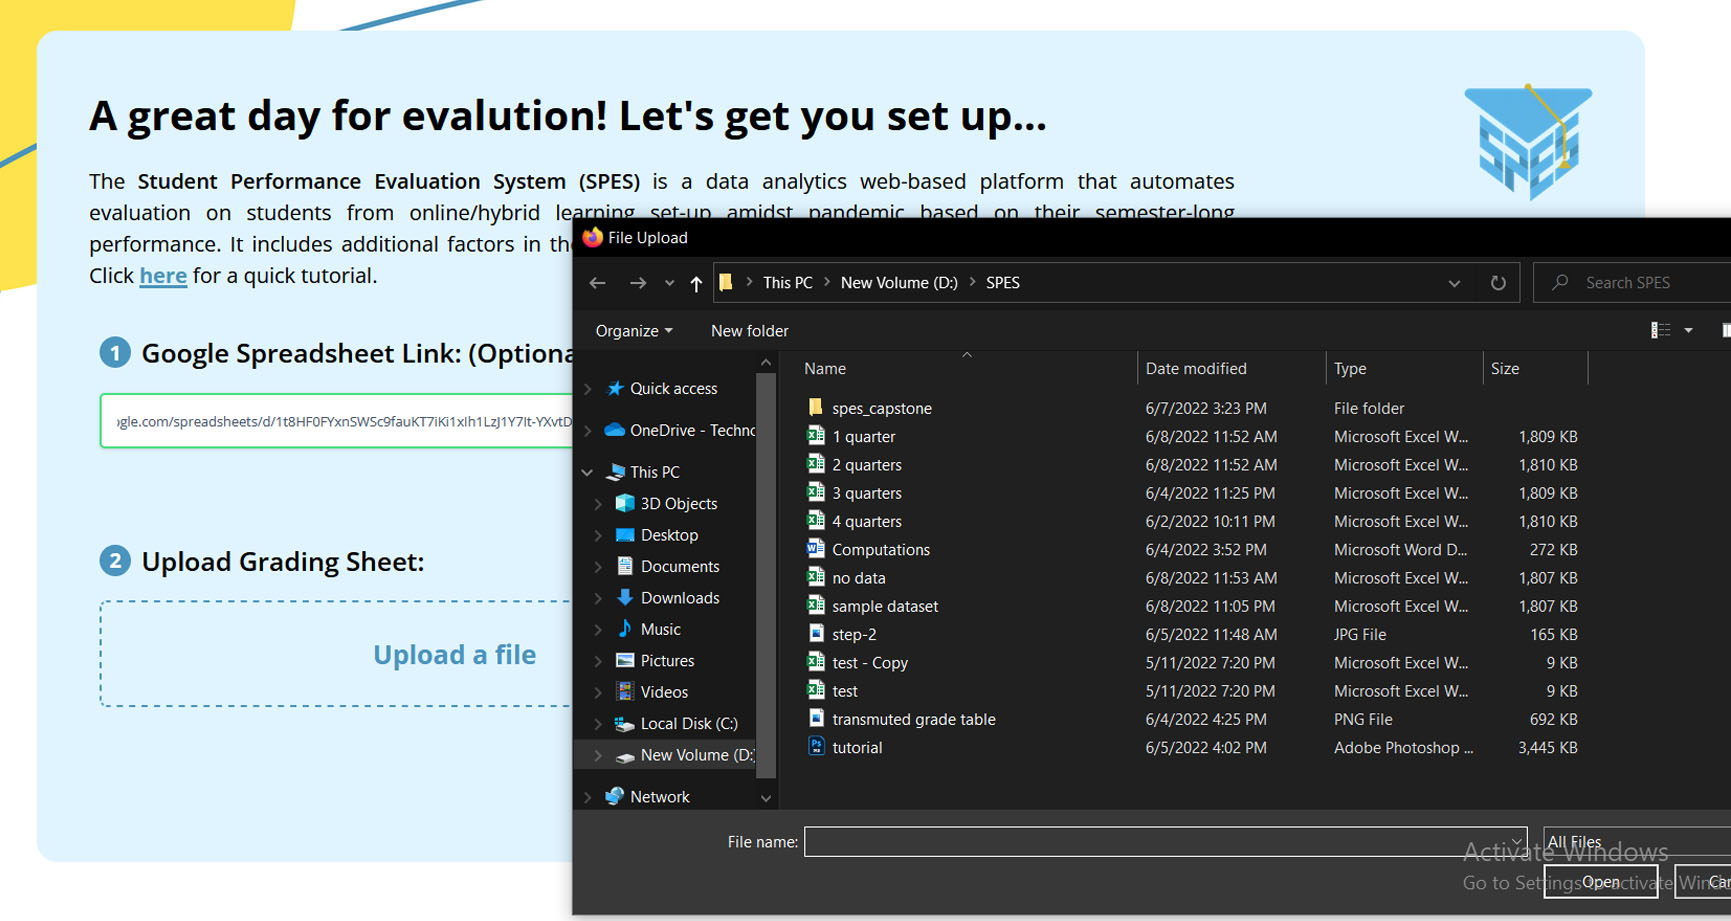 A great day for evalution! Let's get you set up...
SPES
The Student Performance Evaluation System (SPES) is a data analytics web-based platform that automates
evaluation on students from online/hybrid learning set-up amidst pandemic based on their semester-long
performance. It includes additional factors in the
Click here for a quick tutorial.
1 Google Spreadsheet Link: (Optiona
ogle.com/spreadsheets/d/1t8HF0FYxnSWSc9fauKT7iKi1xIh1LzJ1Y7It-YXvtD
2 Upload Grading Sheet:
Upload a file
File Upload
This PC > New Volume (D:) > SPES
Search SPES
Organize New folder
Quick access
OneDrive - Techno
This PC
3D Objects
Desktop
Documents
Downloads
Music
Pictures
Videos
Local Disk (C:)
New Volume (D:)
Network
Name Date modified Type Size
spes_capstone 6/7/2022 3:23 PM File folder
1 quarter 6/8/2022 11:52 AM Microsoft Excel W... 1,809 KB
2 quarters 6/8/2022 11:52 AM Microsoft Excel W... 1,810 KB
3 quarters 6/4/2022 11:25 PM Microsoft Excel W... 1,809 KB
4 quarters 6/2/2022 10:11 PM Microsoft Excel W... 1,810 KB
Computations 6/4/2022 3:52 PM Microsoft Word D... 272 KB
no data 6/8/2022 11:53 AM Microsoft Excel W... 1,807 KB
sample dataset 6/8/2022 11:05 PM Microsoft Excel W... 1,807 KB
step-2 6/5/2022 11:48 AM JPG File 165 KB
test - Copy 5/11/2022 7:20 PM Microsoft Excel W... 9 KB
test 5/11/2022 7:20 PM Microsoft Excel W... 9 KB
transmuted grade table 6/4/2022 4:25 PM PNG File 692 KB
tutorial 6/5/2022 4:02 PM Adobe Photoshop ... 3,445 KB
File name: All Files
Activate Windows
Go to Settings to activate Windo
Open Can